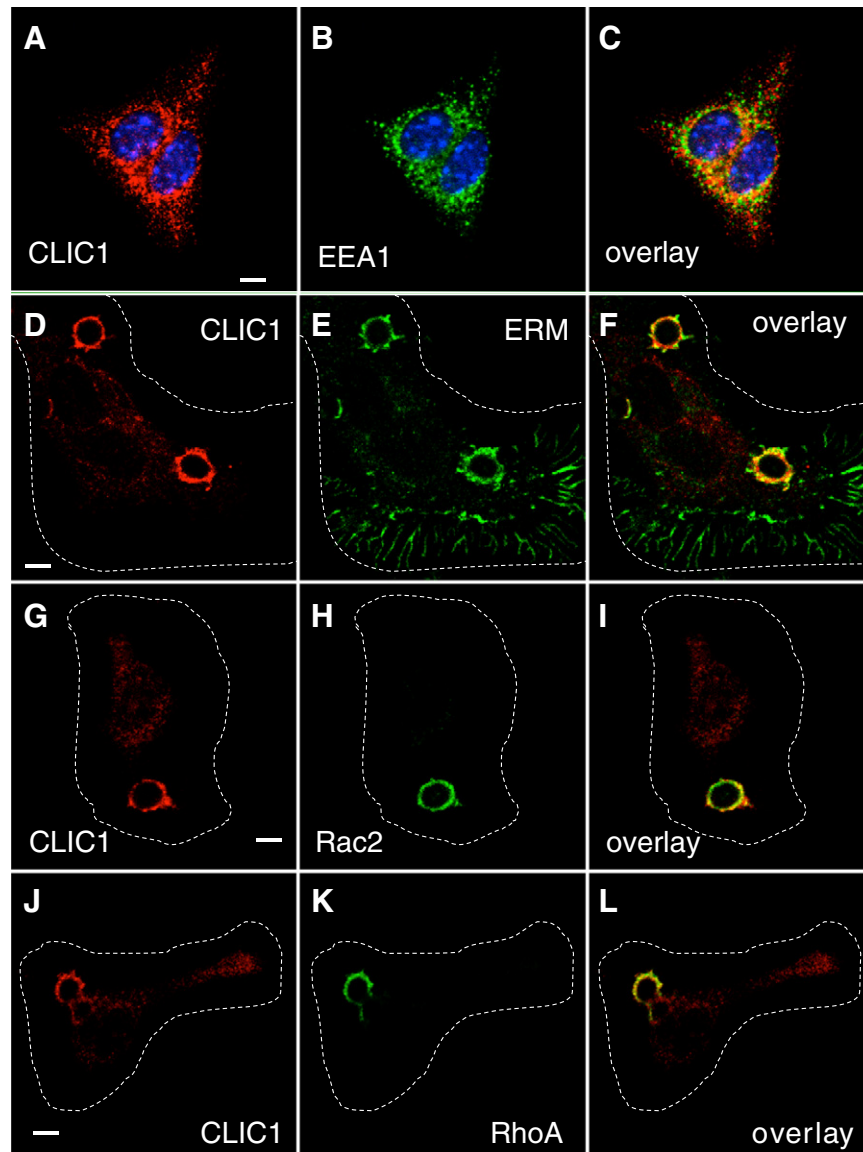 A
B
C
CLIC1
EEA1
overlay
D
CLIC1
E
ERM
F
overlay
G
H
I
CLIC1
Rac2
overlay
J
K
L
CLIC1
RhoA
overlay